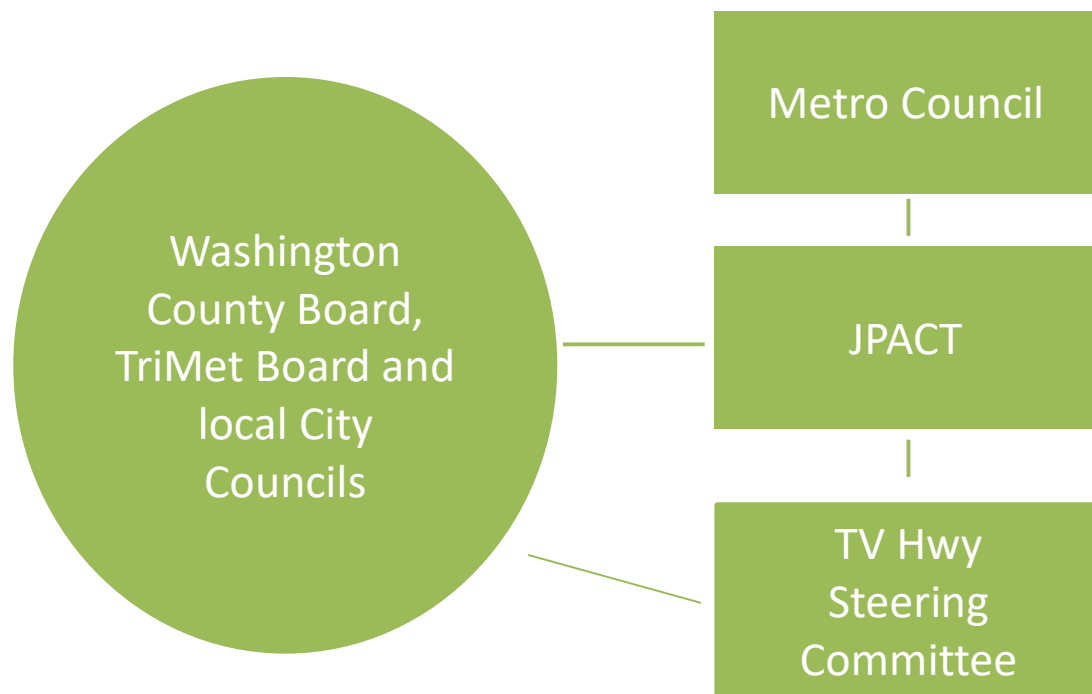 Washington
County Board,
TriMet Board and
local City
Councils
Metro Council
JPACT
TV Hwy
Steering
Committee